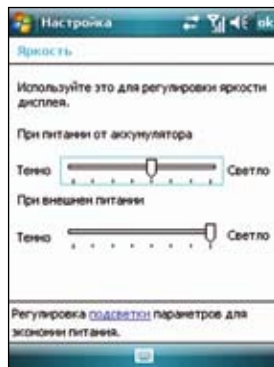 Настройка ok
Яркость
Используйте это для регулировки яркости
дисплея.
При питании от аккумулятора
Темно Светло
При внешнем питании
Темно Светло
Регулировка подсветки параметров для
экономии питания.